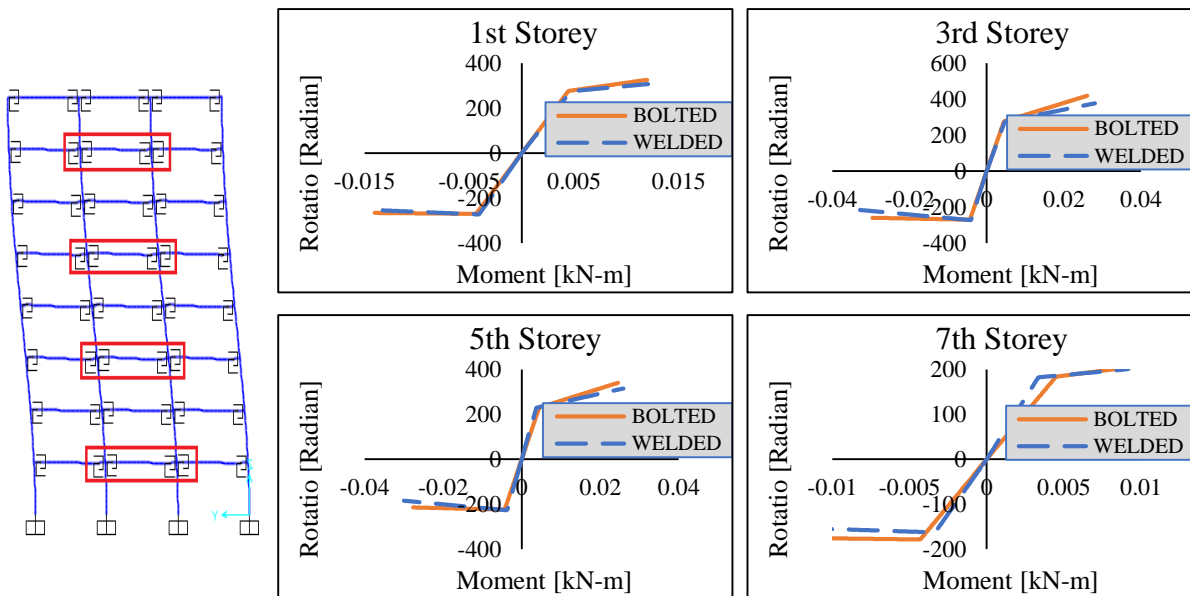 1st Storey
Rotatio [Radian]
400
200
0
-200
-400
-0.015
-0.005
0.005
0.015
BOLTED
WELDED
Moment [kN-m]
3rd Storey
Rotatio [Radian]
600
400
200
0
-200
-400
-0.04
-0.02
0
0.02
0.04
BOLTED
WELDED
Moment [kN-m]
5th Storey
Rotatio [Radian]
400
200
0
-200
-400
-0.04
-0.02
0
0.02
0.04
BOLTED
WELDED
Moment [kN-m]
7th Storey
Rotatio [Radian]
200
100
0
-100
-200
-0.01
-0.005
0
0.005
0.01
BOLTED
WELDED
Moment [kN-m]
Y